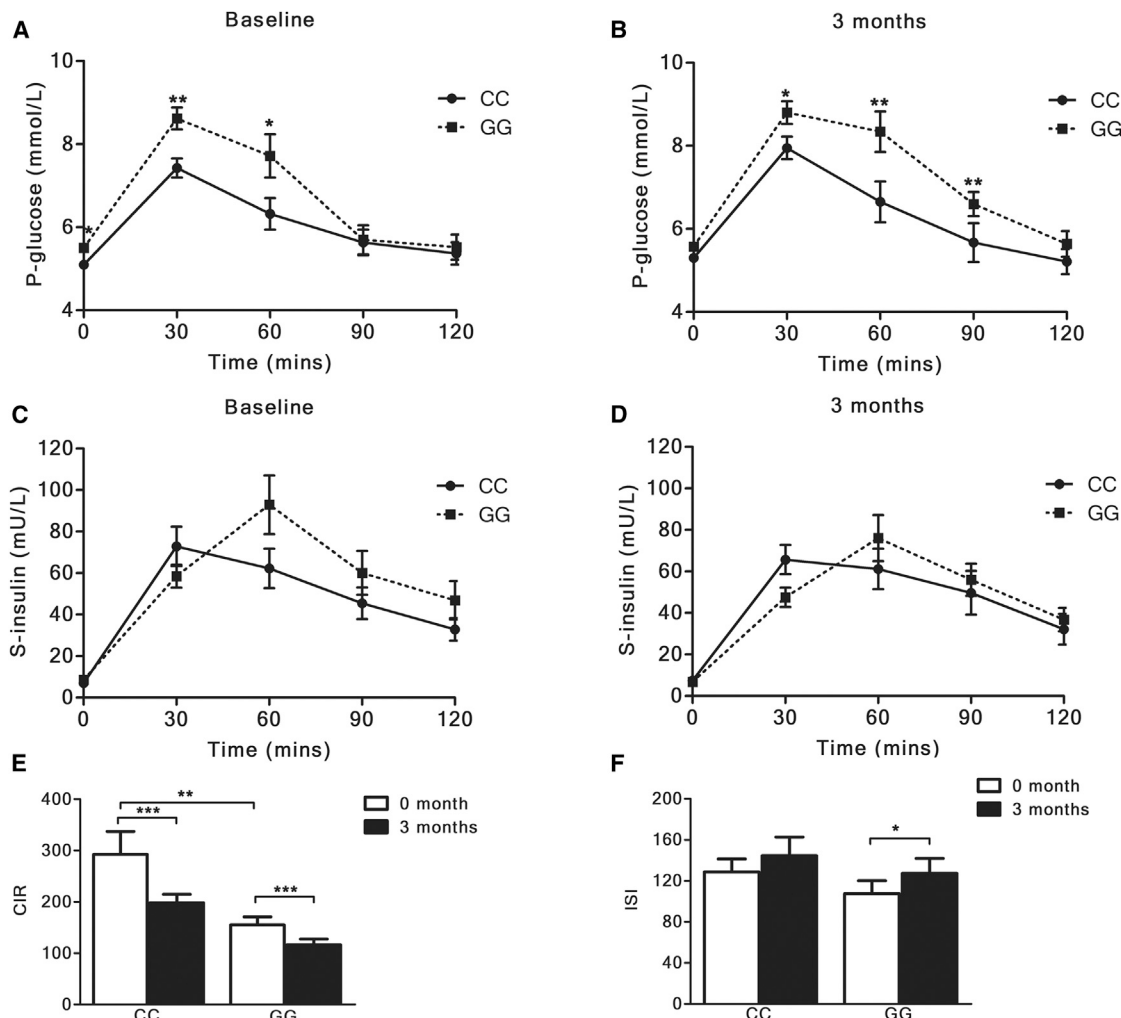 A
Baseline
P-glucose (mmol/L)
10
8
6
4
**
*
*
CC
GG
0 30 60 90 120
Time (mins)
B
3 months
P-glucose (mmol/L)
10
8
6
4
*
**
**
CC
GG
0 30 60 90 120
Time (mins)
C
Baseline
S-insulin (mU/L)
120
100
80
60
40
20
0
CC
GG
0 30 60 90 120
Time (mins)
D
3 months
S-insulin (mU/L)
120
100
80
60
40
20
0
CC
GG
0 30 60 90 120
Time (mins)
E
CIR
400
300
200
100
0
**
***
***
0 month
3 months
CC GG
F
ISI
200
160
120
80
40
0
*
0 month
3 months
CC GG